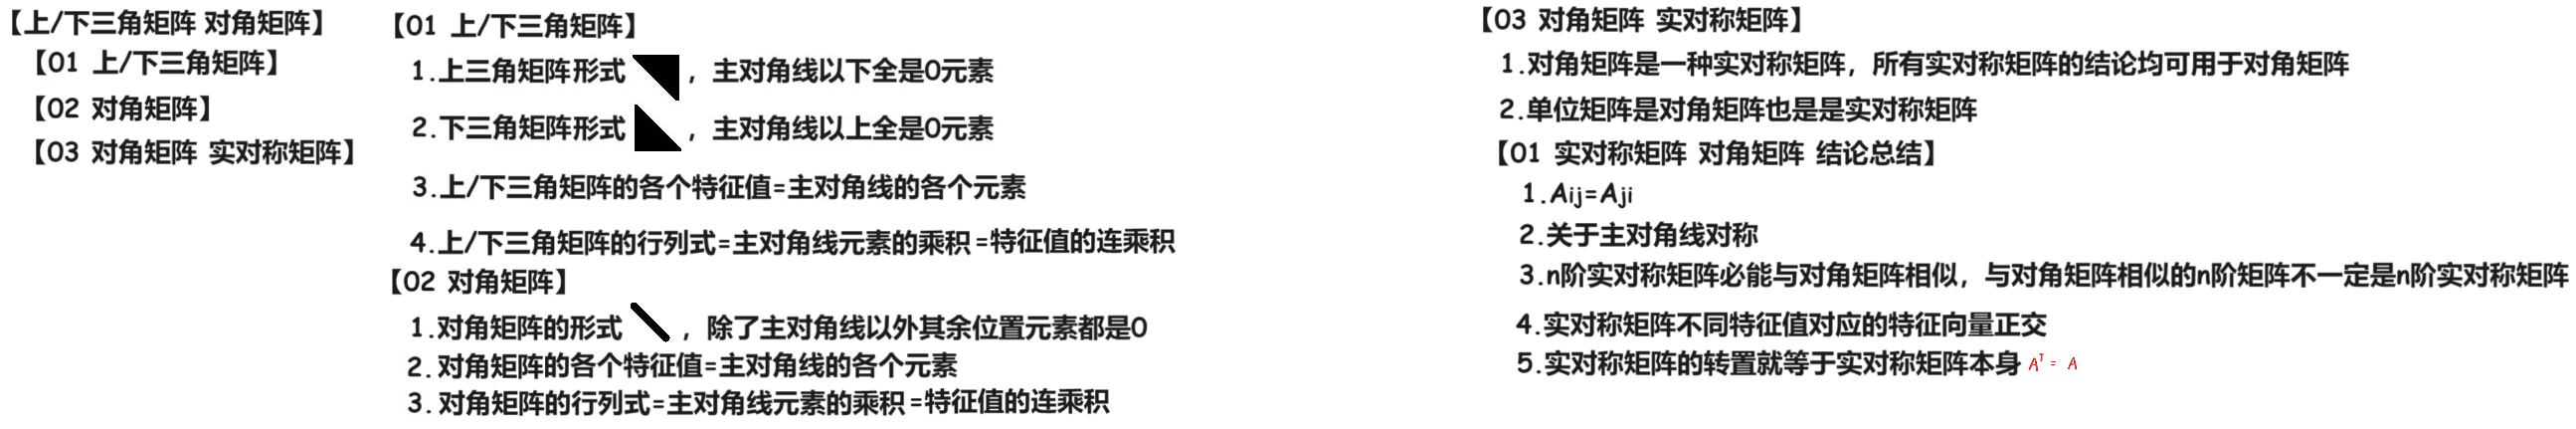 【上/下三角矩阵 对角矩阵】
【01 上/下三角矩阵】
【02 对角矩阵】
【03 对角矩阵 实对称矩阵】
【01 上/下三角矩阵】
1.上三角矩阵形式 ，主对角线以下全是0元素
2.下三角矩阵形式 ，主对角线以上全是0元素
3.上/下三角矩阵的各个特征值=主对角线的各个元素
4.上/下三角矩阵的行列式=主对角线元素的乘积=特征值的连乘积
【02 对角矩阵】
1.对角矩阵的形式 ，除了主对角线以外其余位置元素都是0
2.对角矩阵的各个特征值=主对角线的各个元素
3.对角矩阵的行列式=主对角线元素的乘积=特征值的连乘积
【03 对角矩阵 实对称矩阵】
1.对角矩阵是一种实对称矩阵，所有实对称矩阵的结论均可用于对角矩阵
2.单位矩阵是对角矩阵也是是实对称矩阵
【01 实对称矩阵 对角矩阵 结论总结】
1.Aij=Aji
2.关于主对角线对称
3.n阶实对称矩阵必能与对角矩阵相似，与对角矩阵相似的n阶矩阵不一定是n阶实对称矩阵
4.实对称矩阵不同特征值对应的特征向量正交
5.实对称矩阵的转置就等于实对称矩阵本身 Aᵀ = A